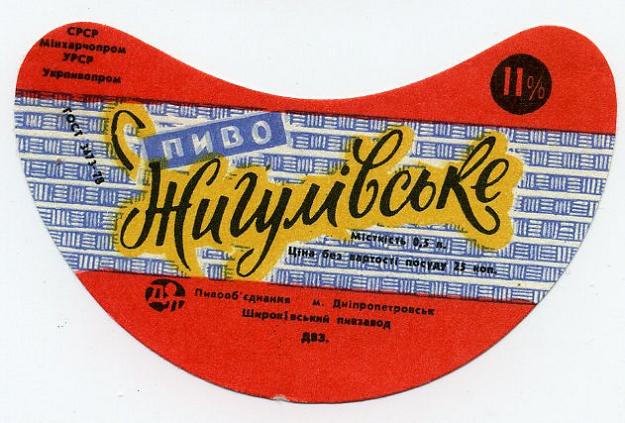 СРСР
Мінхарчопром
УРСР
Укрпивопром
11%
ПИВО
Жигулівське
Місткість 0,5 л.
Ціна без вартості посуду 25 коп.
Пивооб'єднання м. Дніпропетровськ
Широківський пивзавод
ДВЗ.